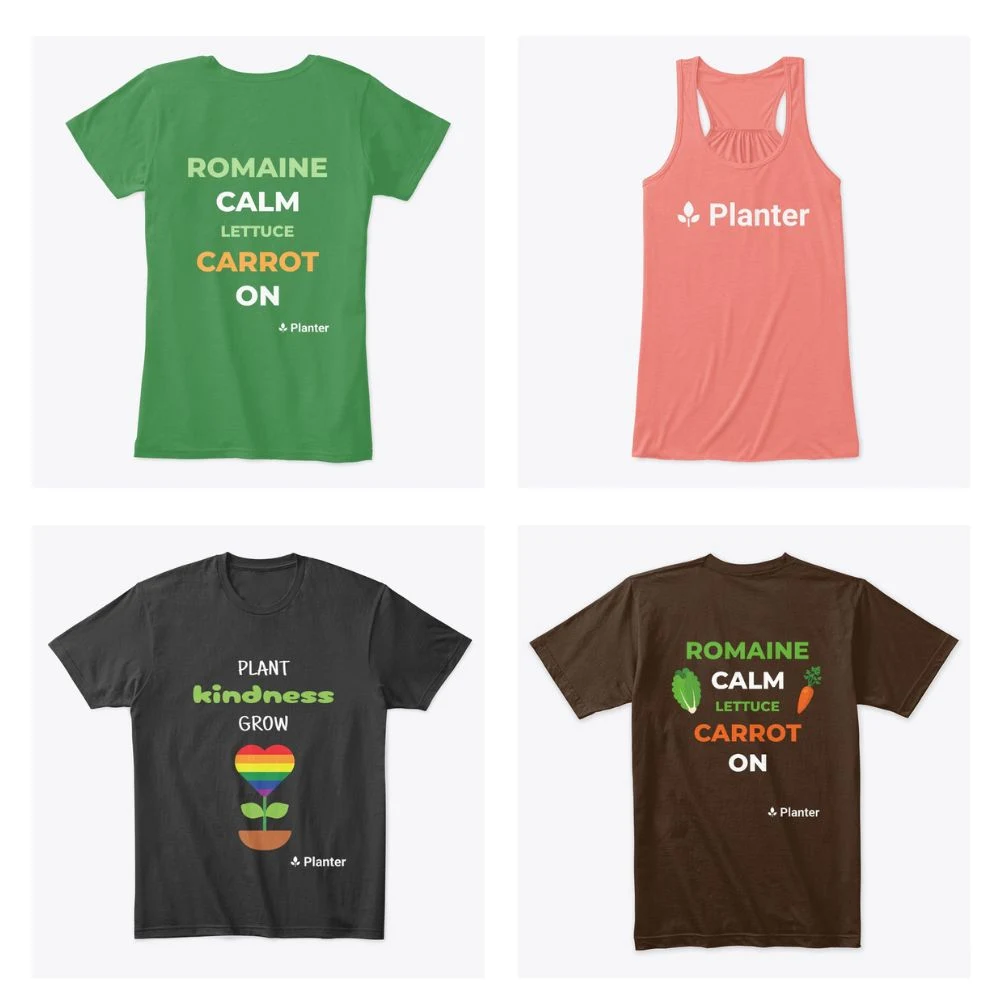 ROMAINE
CALM
LETTUCE
CARROT
ON
Planter
Planter
PLANT
kindness
GROW
Planter
ROMAINE
CALM
LETTUCE
CARROT
ON
Planter